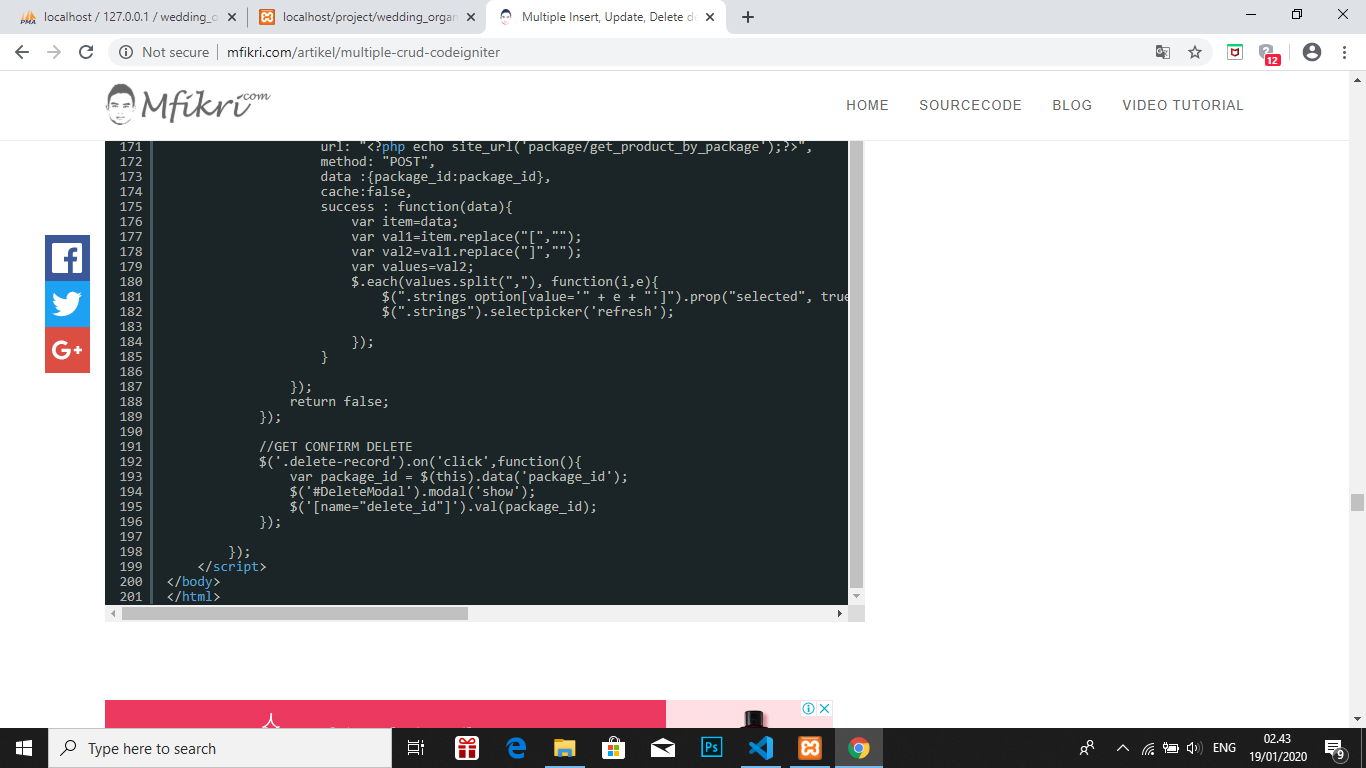 localhost / 127.0.0.1 / wedding_o
localhost/project/wedding_organ
Multiple Insert, Update, Delete d
Not secure | mfikri.com/artikel/multiple-crud-codeigniter
12
Mfikri.com
HOME SOURCECODE BLOG VIDEO TUTORIAL
171 url: "<?php echo site_url('package/get_product_by_package');?>",
172 method: "POST",
173 data :{package_id:package_id},
174 cache:false,
175 success : function(data){
176 var item=data;
177 var val1=item.replace("[","");
178 var val2=val1.replace("]","");
179 var values=val2;
180 $.each(values.split(","), function(i,e){
181 $(".strings option[value='" + e + "']").prop("selected", true
182 $(".strings").selectpicker('refresh');
183
184 });
185 }
186
187 });
188 return false;
189 });
190
191 //GET CONFIRM DELETE
192 $('.delete-record').on('click',function(){
193 var package_id = $(this).data('package_id');
194 $('#DeleteModal').modal('show');
195 $('[name="delete_id"]').val(package_id);
196 });
197
198 });
199 </script>
200 </body>
201 </html>
G+
Type here to search
Ps
ENG
02.43
19/01/2020
9